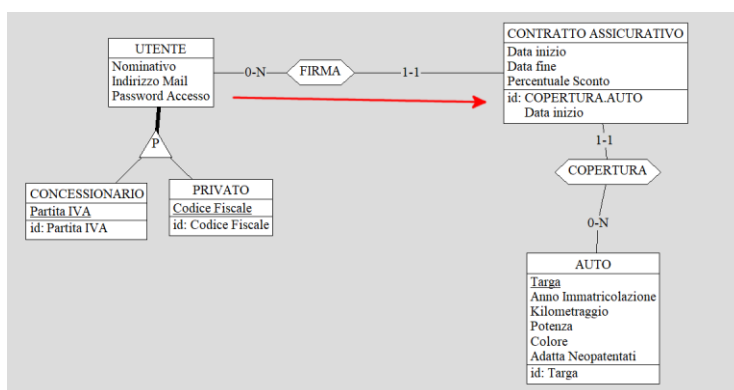 UTENTE
Nominativo
Indirizzo Mail
Password Accesso
0-N
FIRMA
1-1
CONTRATTO ASSICURATIVO
Data inizio
Data fine
Percentuale Sconto
id: COPERTURA.AUTO
Data inizio
P
CONCESSIONARIO
Partita IVA
id: Partita IVA
PRIVATO
Codice Fiscale
id: Codice Fiscale
1-1
COPERTURA
0-N
AUTO
Targa
Anno Immatricolazione
Kilometraggio
Potenza
Colore
Adatta Neopatentati
id: Targa